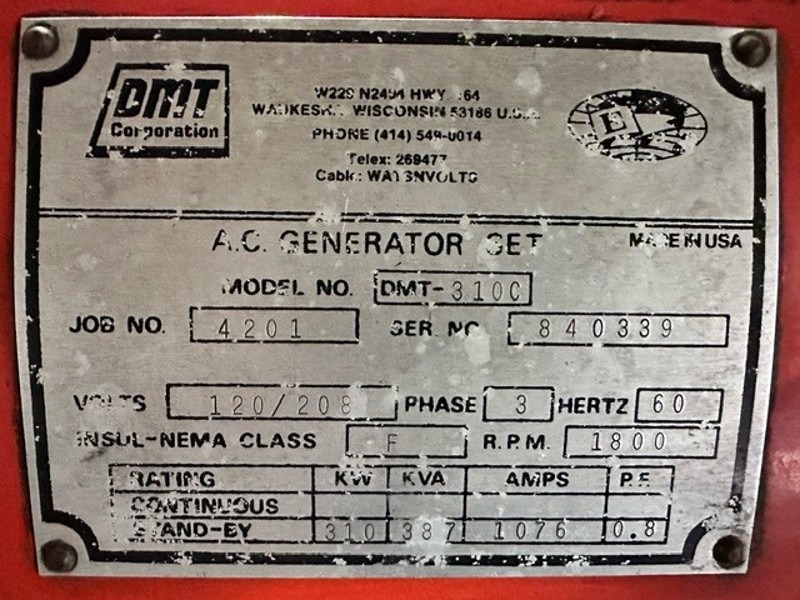 DMT
Corporation
W229 N2494 HWY 164
WAUKESHA, WISCONSIN 53186 U.S.A.
PHONE (414) 549-0014
Telex: 269477
Cable: WATSNVOLTS
E
A.C. GENERATOR SET
MADE IN USA
MODEL NO. DMT-310C
JOB NO. 4201 SER. NO. 840339
VOLTS 120/208 PHASE 3 HERTZ 60
INSUL-NEMA CLASS F R.P.M. 1800
RATING KW KVA AMPS P.F.
CONTINUOUS
STAND-BY 310 387 1076 0.8